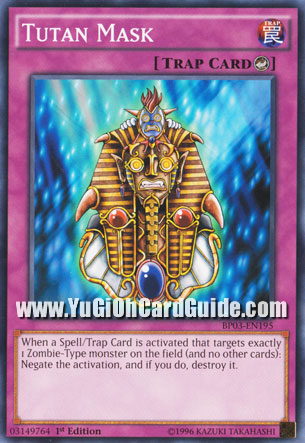 Tutan Mask
TRAP
罠
[Trap Card]
www.YuGiOhCardGuide.com
BP03-EN195
When a Spell/Trap Card is activated that targets exactly
1 Zombie-Type monster on the field (and no other cards):
Negate the activation, and if you do, destroy it.
03149764 1st Edition ©1996 KAZUKI TAKAHASHI